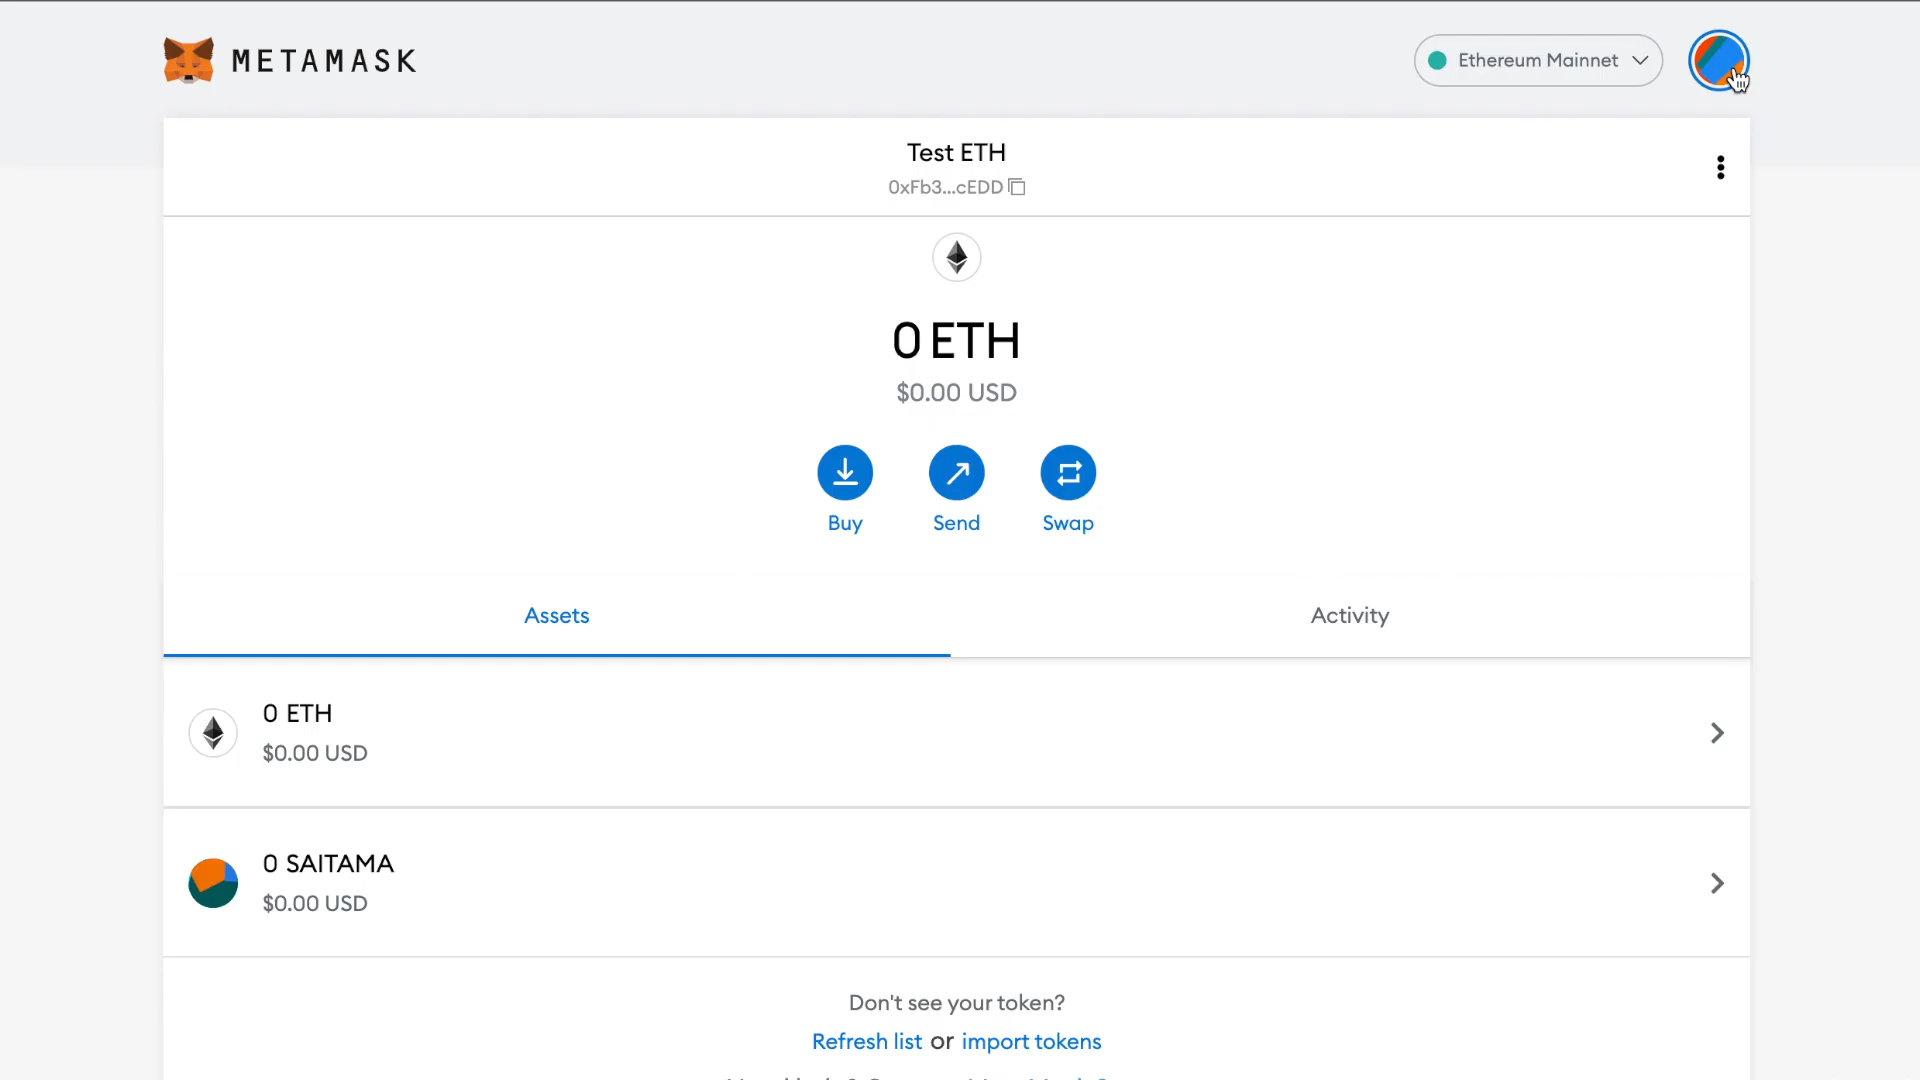 METAMASK
Ethereum Mainnet
Test ETH
0xFb3...cEDD
0 ETH
$0.00 USD
Buy
Send
Swap
Assets
Activity
0 ETH
$0.00 USD
0 SAITAMA
$0.00 USD
Don't see your token?
Refresh list or import tokens